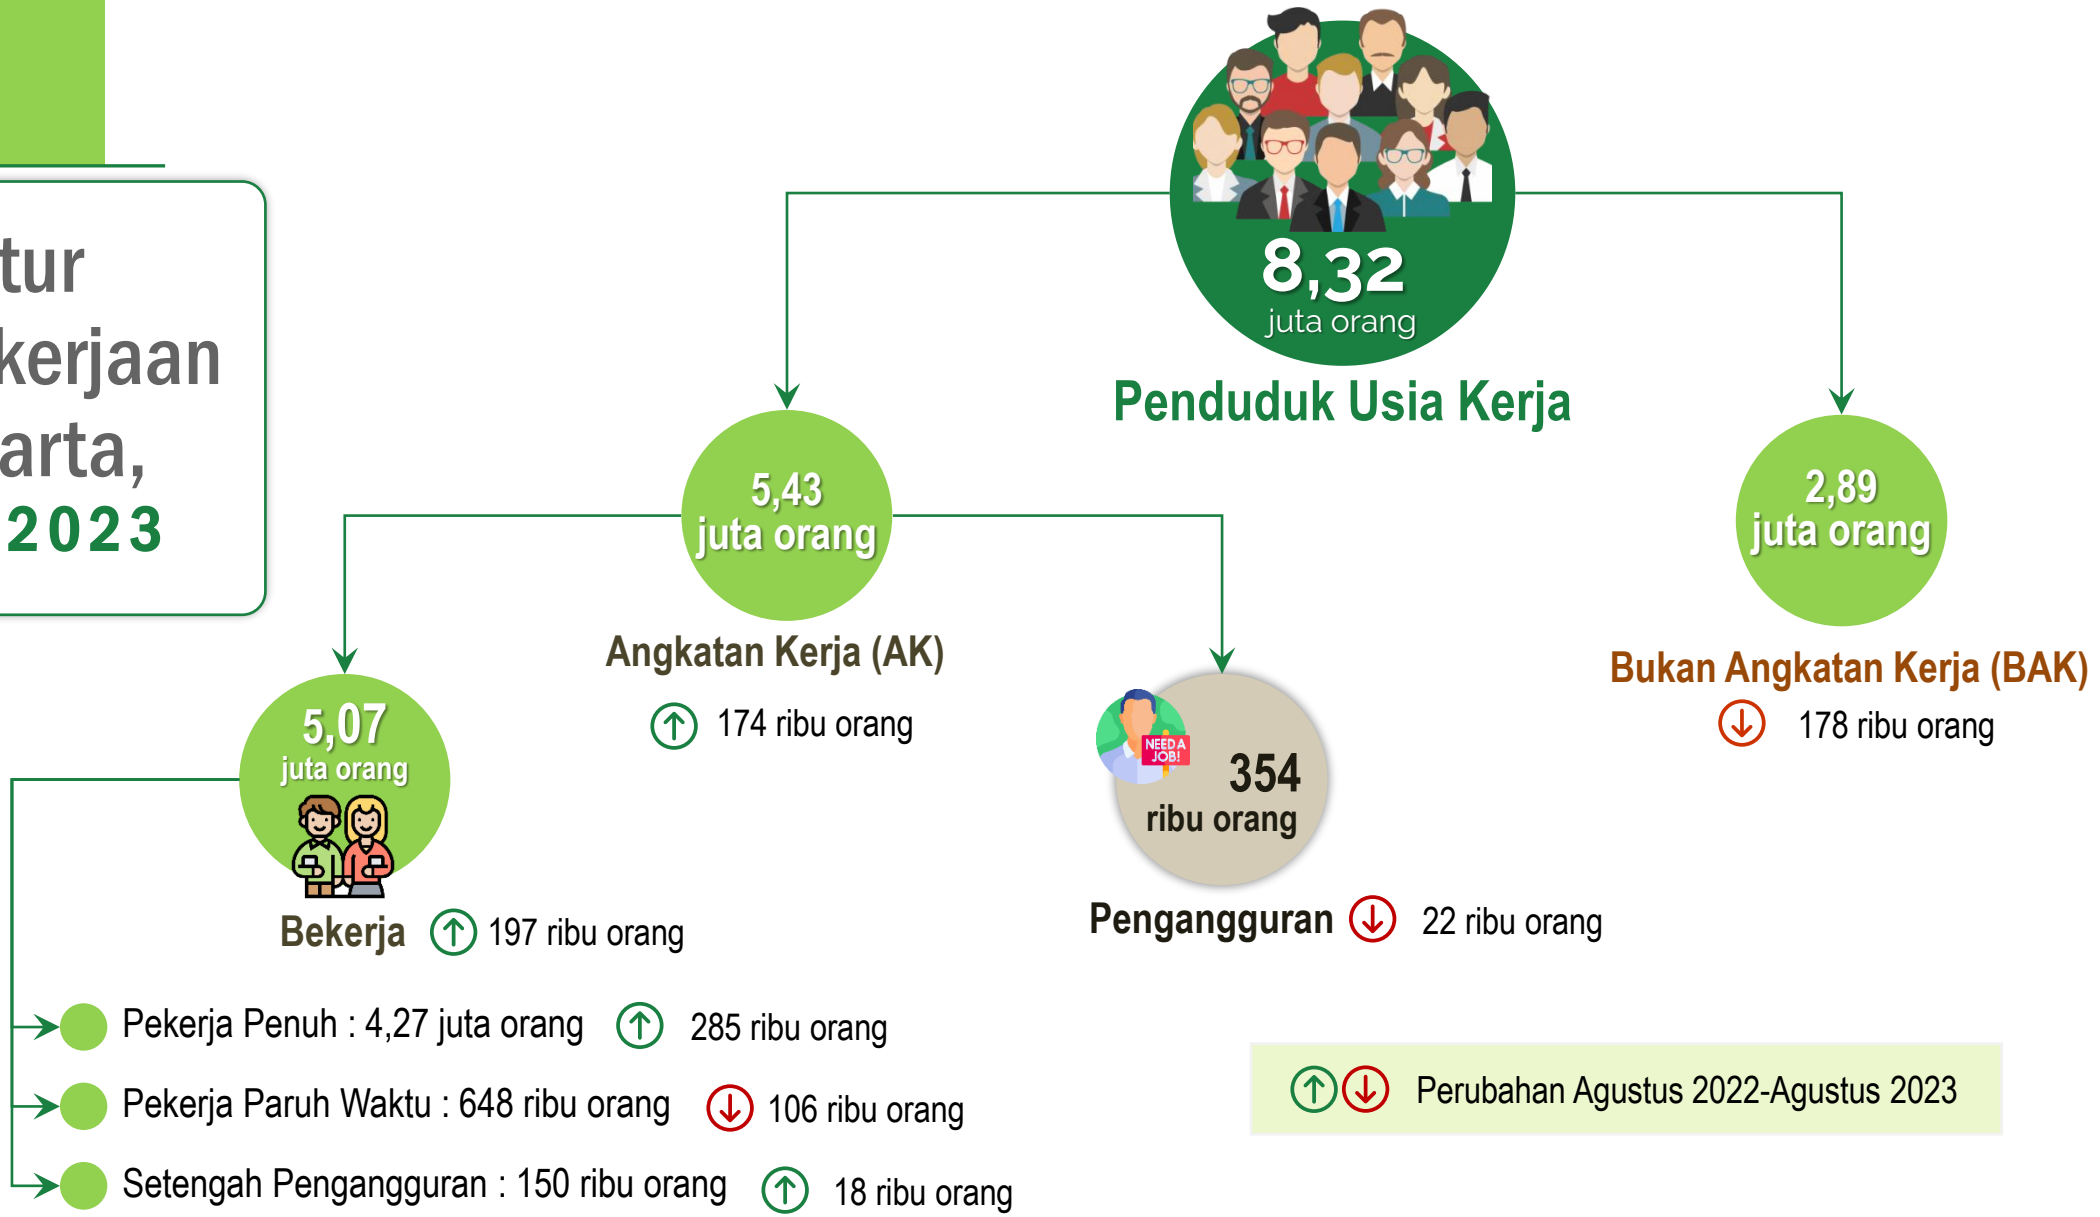 tur
kerjaan
arta,
2023
8,32
juta orang
Penduduk Usia Kerja
5,43
juta orang
Angkatan Kerja (AK)
174 ribu orang
2,89
juta orang
Bukan Angkatan Kerja (BAK)
178 ribu orang
5,07
juta orang
Bekerja 197 ribu orang
NEED A
JOB!
354
ribu orang
Pengangguran 22 ribu orang
Pekerja Penuh : 4,27 juta orang 285 ribu orang
Pekerja Paruh Waktu : 648 ribu orang 106 ribu orang
Setengah Pengangguran : 150 ribu orang 18 ribu orang
Perubahan Agustus 2022-Agustus 2023